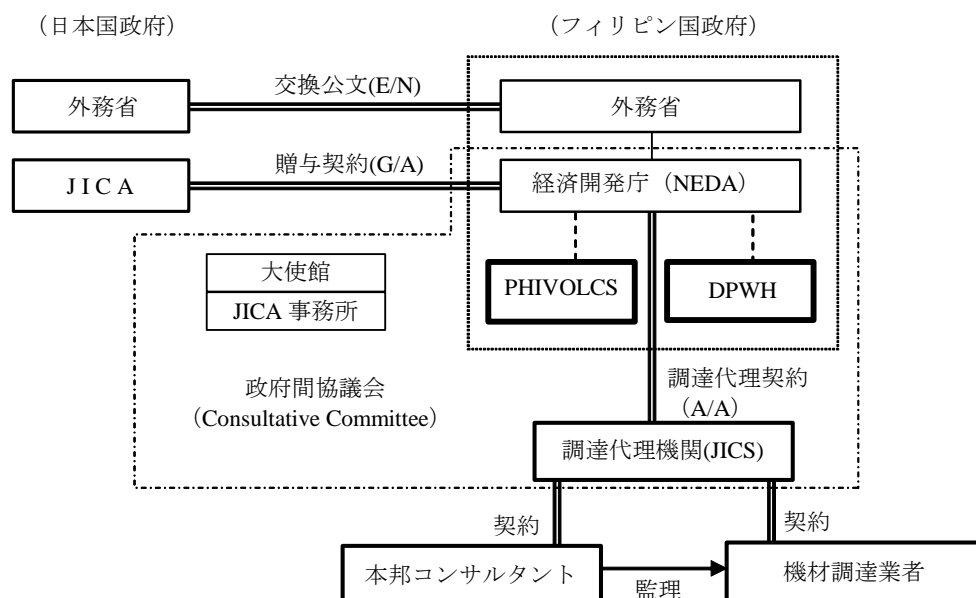 （日本国政府）
（フィリピン国政府）
外務省
交換公文(E/N)
外務省
J I C A
贈与契約(G/A)
経済開発庁（NEDA）
大使館
JICA 事務所
PHIVOLCS
DPWH
政府間協議会
（Consultative Committee）
調達代理契約
（A/A）
調達代理機関(JICS)
契約
契約
本邦コンサルタント
監理
機材調達業者